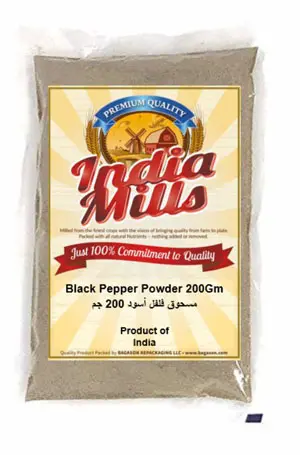 PREMIUM QUALITY
India
Mills
Milled from the finest crops with the vision of bringing quality from farm to plate.
Packed with all natural Nutrients – nothing added or removed.
Just 100% Commitment to Quality
Black Pepper Powder 200Gm
مسحوق فلفل أسود 200 جم
Product of
India
Quality Product Packed by BAGASON REPACKAGING LLC • www.bagason.com